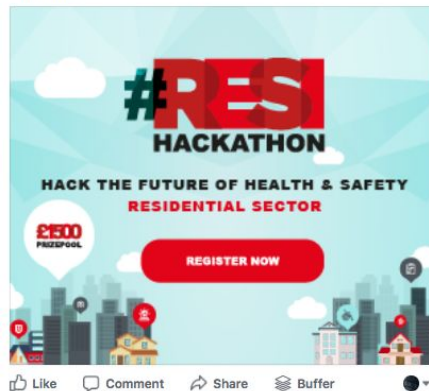 #RESI
HACKATHON
HACK THE FUTURE OF HEALTH & SAFETY
RESIDENTIAL SECTOR
£1500
PRIZEPOOL
REGISTER NOW
Like Comment Share Buffer